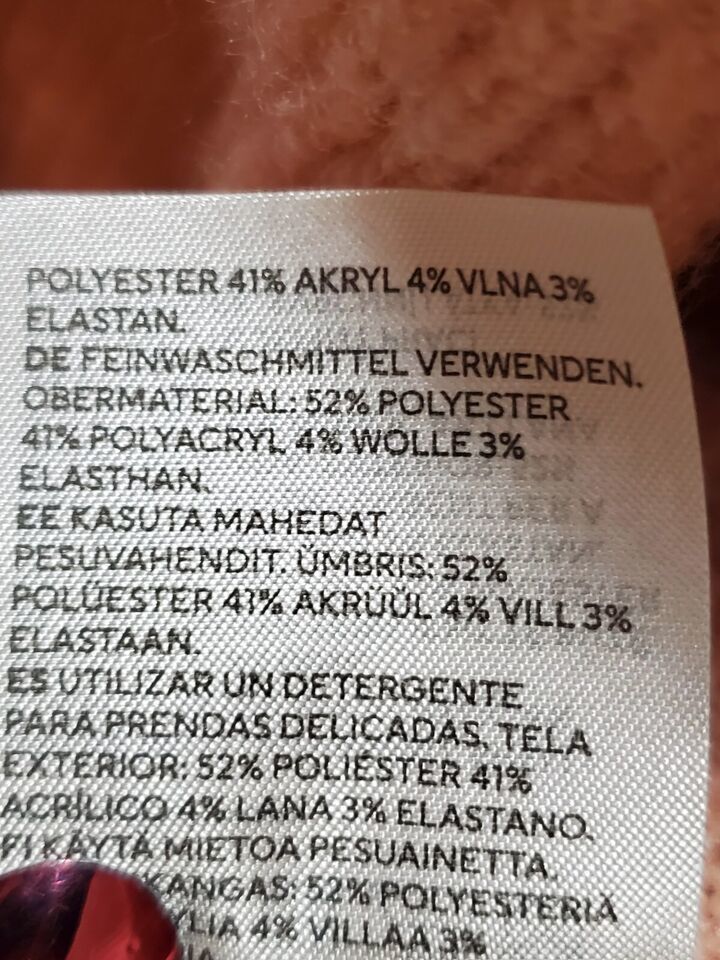 POLYESTER 41% AKRYL 4% VLNA 3%
ELASTAN.
DE FEINWASCHMITTEL VERWENDEN.
OBERMATERIAL: 52% POLYESTER
41% POLYACRYL 4% WOLLE 3%
ELASTHAN.
EE KASUTA MAHEDAT
PESUVAHENDIT. ÜMBRIS: 52%
POLÜESTER 41% AKRÜÜL 4% VILL 3%
ELASTAAN.
ES UTILIZAR UN DETERGENTE
PARA PRENDAS DELICADAS. TELA
EXTERIOR: 52% POLIÉSTER 41%
ACRÍLICO 4% LANA 3% ELASTANO.
FI KÄYTÄ MIETOA PESUAINETTA.
KANGAS: 52% POLYESTERIÄ
4% VILLAA 3%